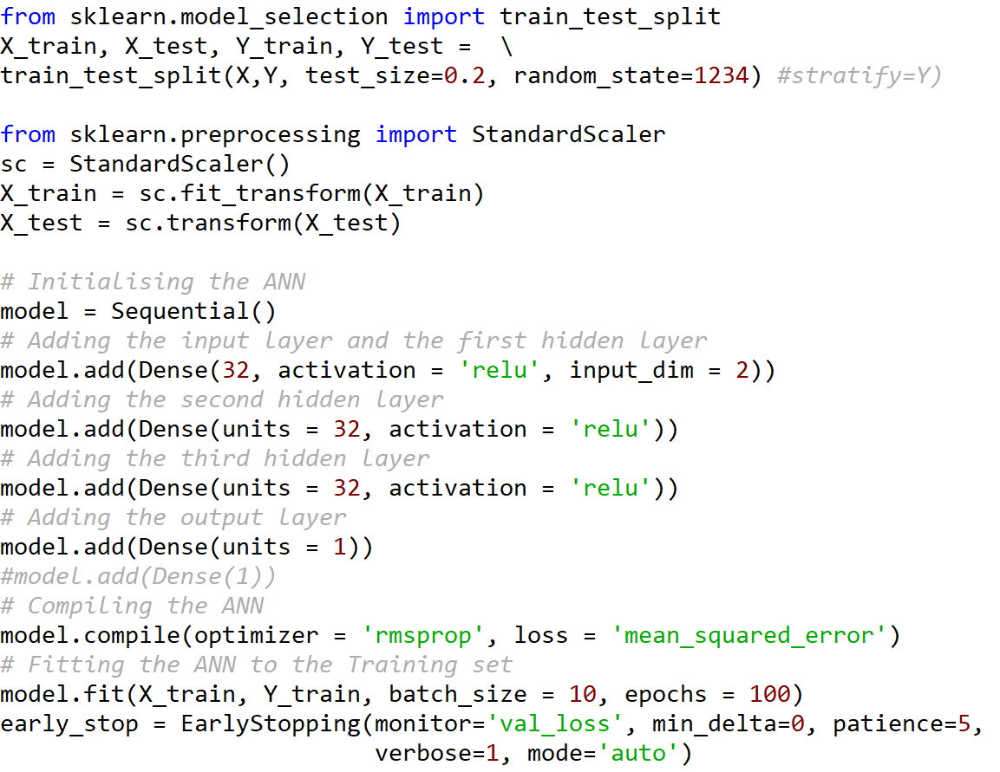 from sklearn.model_selection import train_test_split
X_train, X_test, Y_train, Y_test =  \
train_test_split(X,Y, test_size=0.2, random_state=1234) #stratify=Y)

from sklearn.preprocessing import StandardScaler
sc = StandardScaler()
X_train = sc.fit_transform(X_train)
X_test = sc.transform(X_test)

# Initialising the ANN
model = Sequential()
# Adding the input layer and the first hidden layer
model.add(Dense(32, activation = 'relu', input_dim = 2))
# Adding the second hidden layer
model.add(Dense(units = 32, activation = 'relu'))
# Adding the third hidden layer
model.add(Dense(units = 32, activation = 'relu'))
# Adding the output layer
model.add(Dense(units = 1))
#model.add(Dense(1))
# Compiling the ANN
model.compile(optimizer = 'rmsprop', loss = 'mean_squared_error')
# Fitting the ANN to the Training set
model.fit(X_train, Y_train, batch_size = 10, epochs = 100)
early_stop = EarlyStopping(monitor='val_loss', min_delta=0, patience=5,
                           verbose=1, mode='auto')